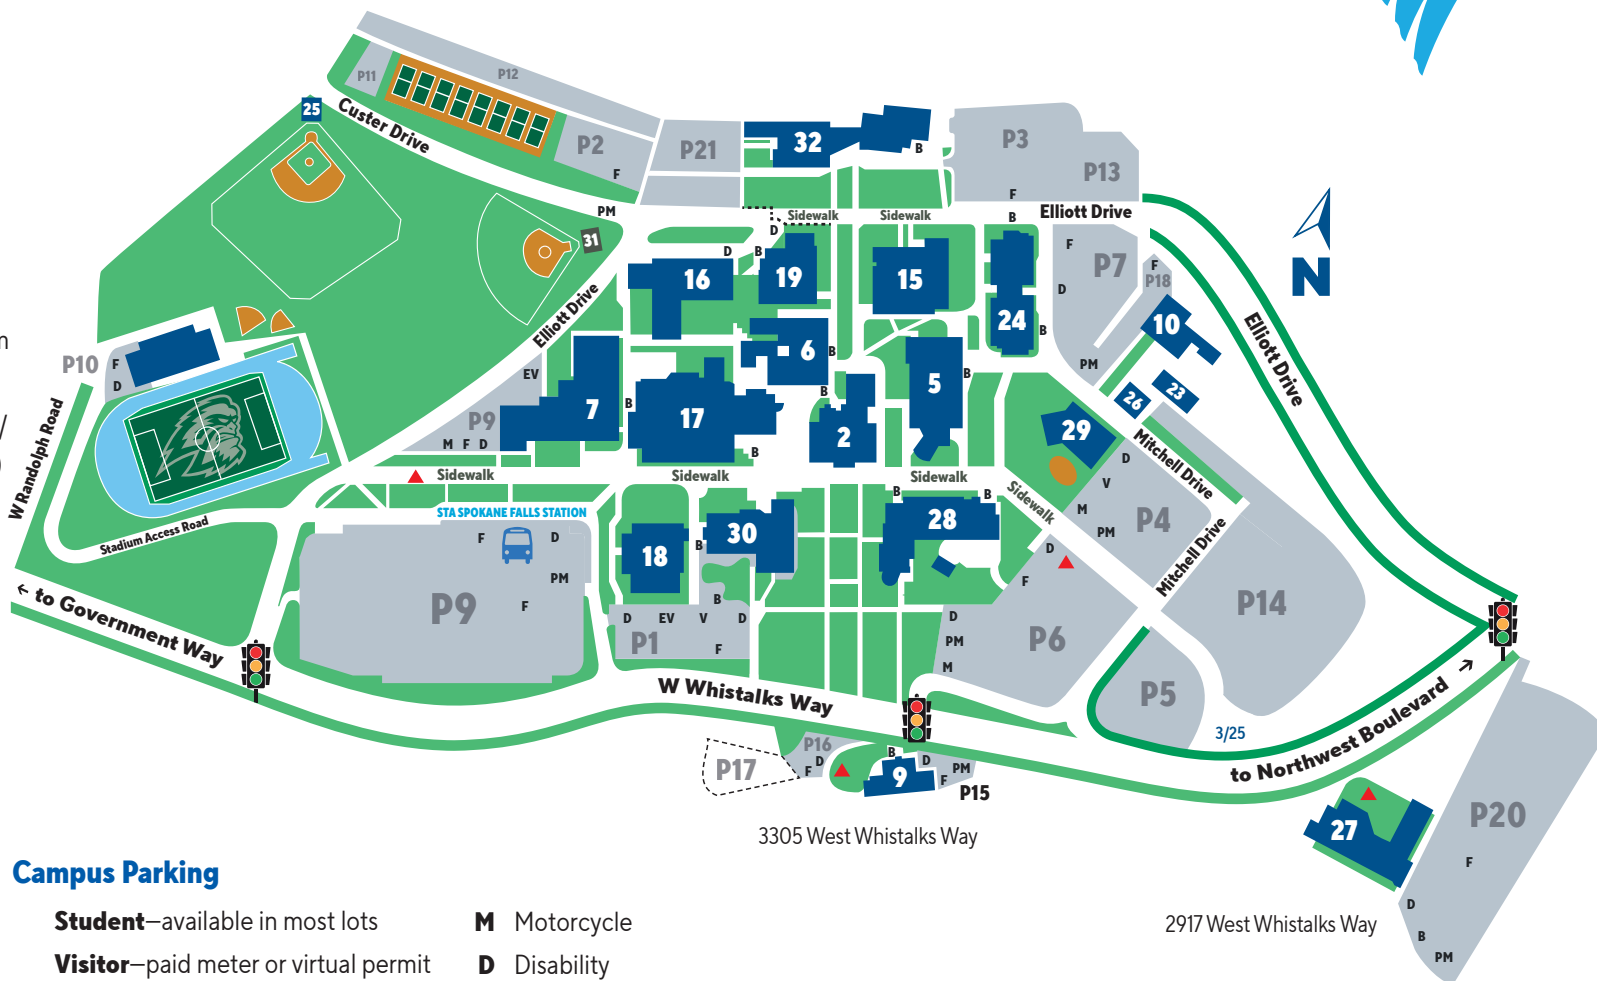 P11
P12
25
Custer Drive
P2
F
P21
32
B
P3
P13
F
PM
31
Sidewalk
Sidewalk
B
Elliott Drive
D
D
B
16
19
15
24
B
F
P7
D
F
P18
10
PM
N
Elliott Drive
Elliott Drive
m
P10
F
D
EV
6
B
5
B
26
23
/
)
P9
M F D
7
B
17
B
B
2
29
D
V
M
PM
P4
Mitchell Drive
Mitchell Drive
W Randolph Road
Sidewalk
Sidewalk
Sidewalk
Sidewalk
STA SPOKANE FALLS STATION
Stadium Access Road
F
D
PM
F
P9
18
B
30
B
B
28
D
F
P14
← to Government Way
D
EV
V
B
D
P1
F
D
PM
M
P6
P5
W Whistalks Way
3/25
to Northwest Boulevard →
P17
P16
D
F
B
9
D
F
PM
P15
3305 West Whistalks Way
27
P20
F
D
B
PM
2917 West Whistalks Way
Campus Parking
Student—available in most lots
M Motorcycle
Visitor—paid meter or virtual permit
D Disability